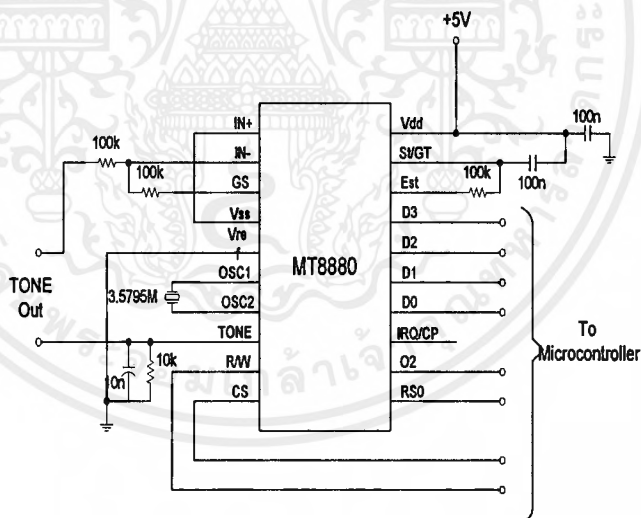 +5V
100n
IN+
Vdd
100k
IN-
St/GT
100k
100n
100k
GS
Est
Vss
D3
Vre
f
D2
MT8880
OSC1
D1
TONE
Out
3.5795M
OSC2
D0
To
Microcontroller
TONE
IRQ/CP
10n
10k
R/W
O2
CS
RS0